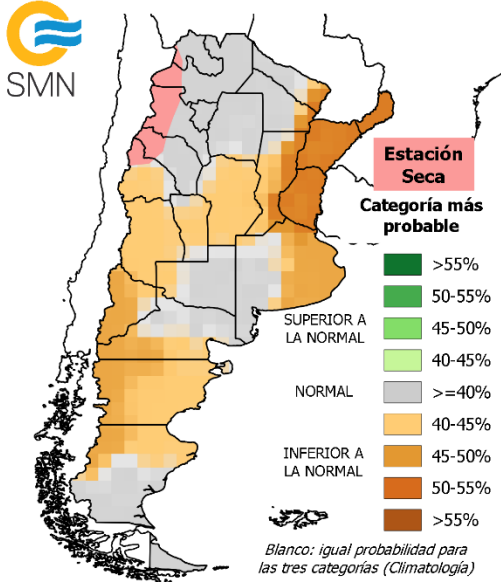 SMN
Estación
Seca
Categoría más
probable
>55%
50-55%
SUPERIOR A
LA NORMAL
45-50%
40-45%
NORMAL
>=40%
40-45%
INFERIOR A
LA NORMAL
45-50%
50-55%
>55%
Blanco: igual probabilidad para
las tres categorías (Climatología)